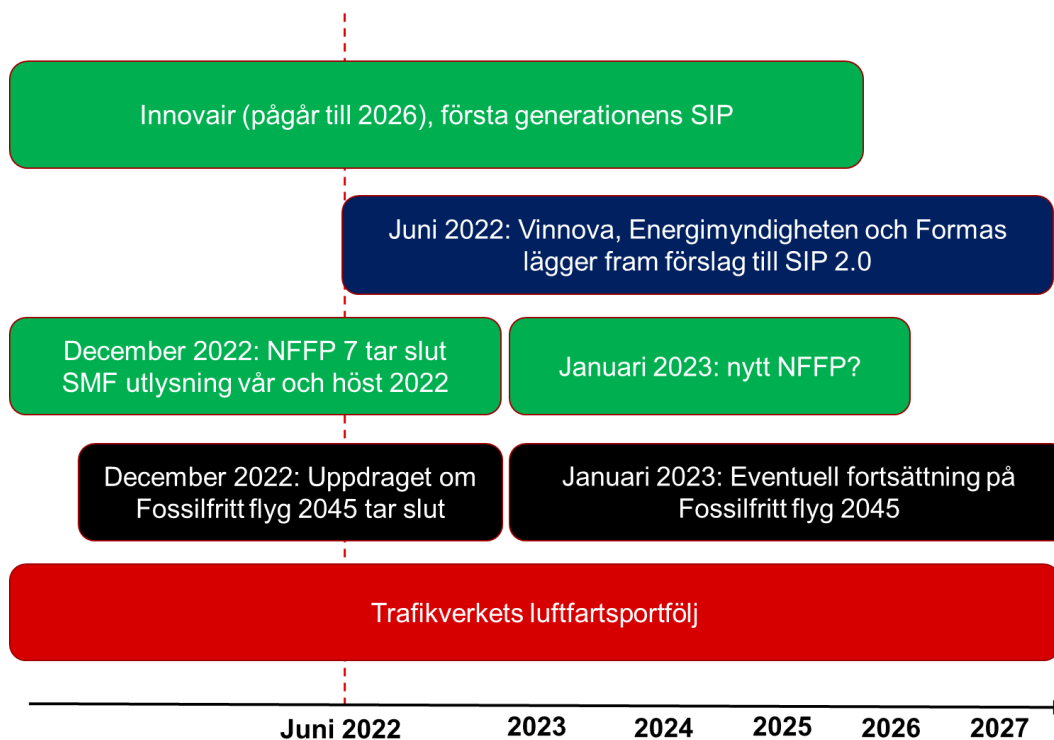 Innovair (pågår till 2026), första generationens SIP
Juni 2022: Vinnova, Energimyndigheten och Formas
lägger fram förslag till SIP 2.0
December 2022: NFFP 7 tar slut
SMF utlysning vår och höst 2022
Januari 2023: nytt NFFP?
December 2022: Uppdraget om
Fossilfritt flyg 2045 tar slut
Januari 2023: Eventuell fortsättning på
Fossilfritt flyg 2045
Trafikverkets luftfartsportfölj
Juni 2022 2023 2024 2025 2026 2027